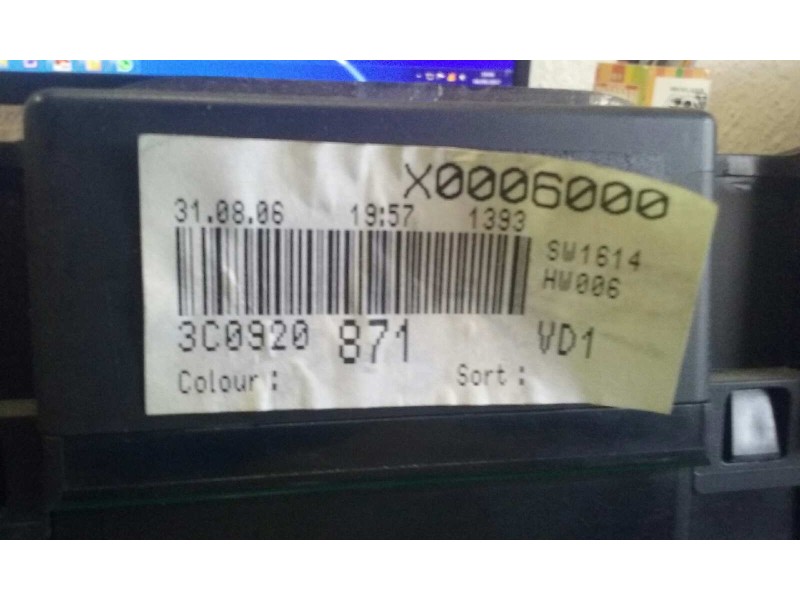 X0006000
31.08.06 19:57 1393
SW1614
HW006
3C0920 871 VD1
Colour : Sort :